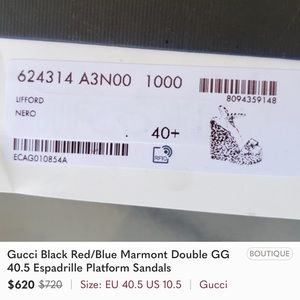 624314 A3N00 1000
8094359148
LIFFORD
NERO
40+
RFID
ECAG010854A
Gucci Black Red/Blue Marmont Double GG
BOUTIQUE
40.5 Espadrille Platform Sandals
$620 $720 | Size: EU 40.5 US 10.5 | Gucci